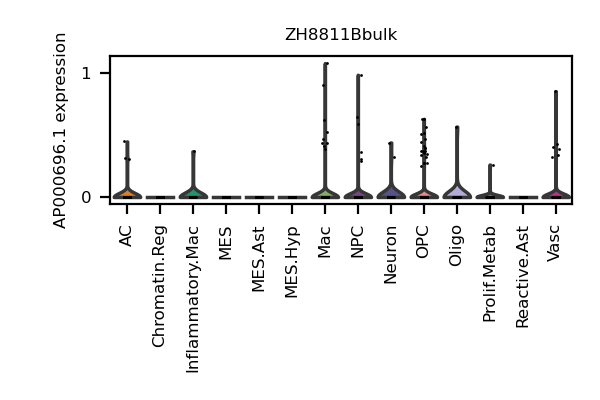 ZH8811Bbulk
AP000696.1 expression
1
0
AC
Chromatin.Reg
Inflammatory.Mac
MES
MES.Ast
MES.Hyp
Mac
NPC
Neuron
OPC
Oligo
Prolif.Metab
Reactive.Ast
Vasc